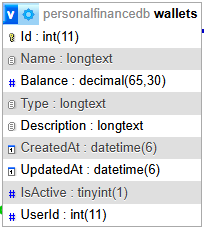 v personalfinancedb wallets
Id : int(11)
Name : longtext
# Balance : decimal(65,30)
Type : longtext
Description : longtext
CreatedAt : datetime(6)
UpdatedAt : datetime(6)
# IsActive : tinyint(1)
# UserId : int(11)